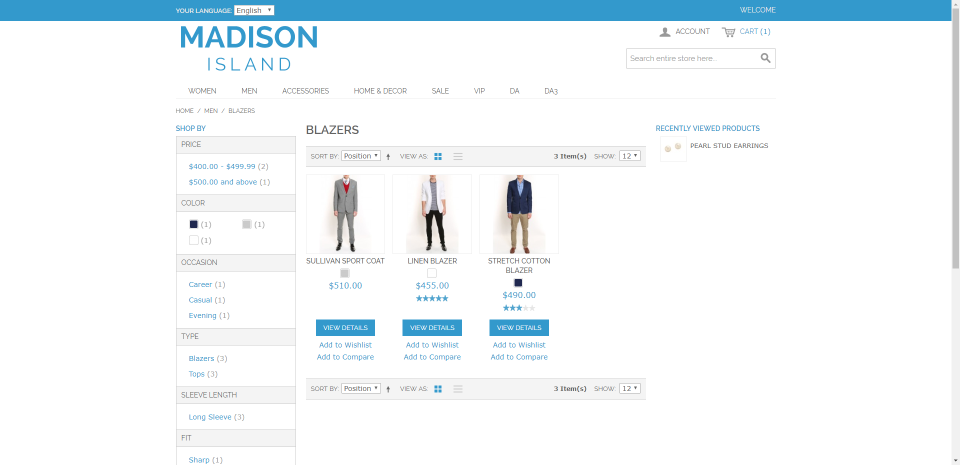 YOUR LANGUAGE: English
WELCOME
MADISON
ISLAND
ACCOUNT
CART (1)
Search entire store here...
WOMEN MEN ACCESSORIES HOME & DECOR SALE VIP DA DA3
HOME / MEN / BLAZERS
SHOP BY
PRICE
$400.00 - $499.99 (2)
$500.00 and above (1)
COLOR
(1) (1)
(1)
OCCASION
Career (1)
Casual (1)
Evening (1)
TYPE
Blazers (3)
Tops (3)
SLEEVE LENGTH
Long Sleeve (3)
FIT
Sharp (1)
BLAZERS
SORT BY: Position VIEW AS: 3 Item(s) SHOW: 12
SULLIVAN SPORT COAT
$510.00
VIEW DETAILS
Add to Wishlist
Add to Compare
LINEN BLAZER
$455.00
VIEW DETAILS
Add to Wishlist
Add to Compare
STRETCH COTTON
BLAZER
$490.00
VIEW DETAILS
Add to Wishlist
Add to Compare
SORT BY: Position VIEW AS: 3 Item(s) SHOW: 12
RECENTLY VIEWED PRODUCTS
PEARL STUD EARRINGS